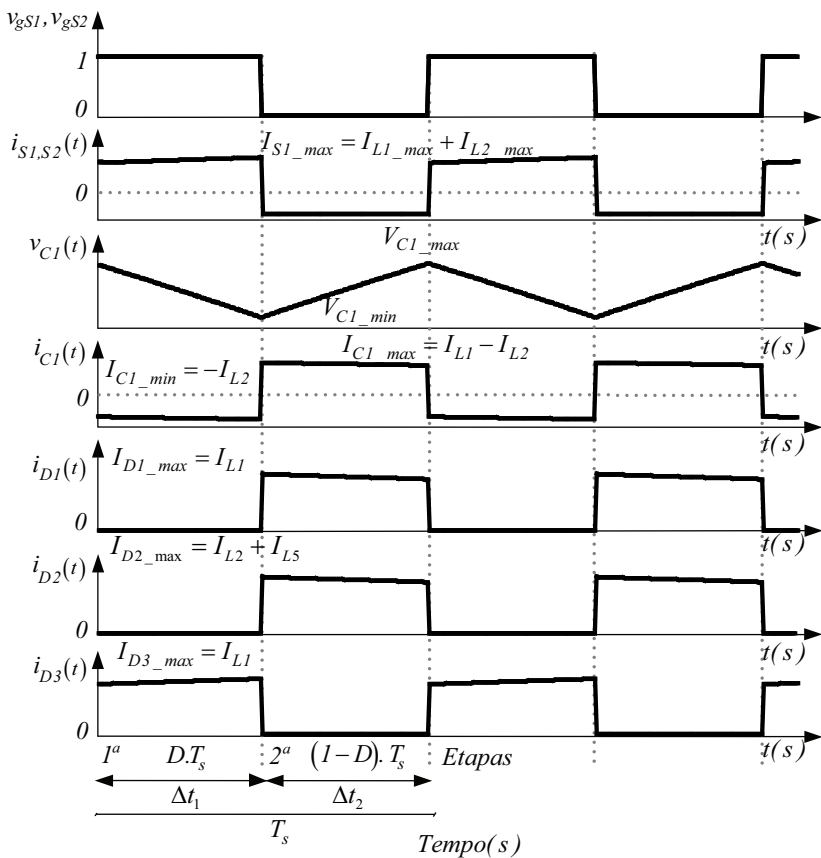 v_gS1, v_gS2
1
0
i_S1,S2(t)
I_S1_max = I_L1_max + I_L2_max
0
v_C1(t)
V_C1_max
t(s)
V_C1_min
i_C1(t)
I_C1_max = I_L1 − I_L2
t(s)
I_C1_min = −I_L2
0
t(s)
i_D1(t)
I_D1_max = I_L1
0
I_D2_max = I_L2 + I_L5
i_D2(t)
0
t(s)
I_D3_max = I_L1
i_D3(t)
0
t(s)
1ª D.T_s 2ª (1−D).T_s Etapas
Δt_1 Δt_2
T_s
Tempo(s)